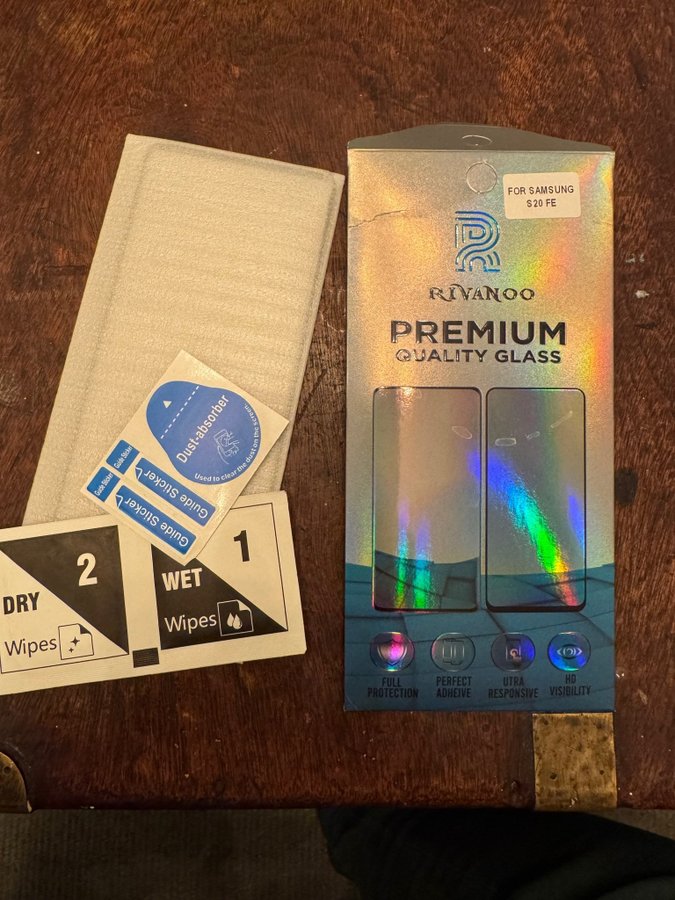 FOR SAMSUNG
S20 FE
RIVANOO
PREMIUM
QUALITY GLASS
FULL
PROTECTION
PERFECT
ADHEIVE
UTRA
RESPONSIVE
HD
VISIBILITY
Dust-absorber
Used to clear the dust on the screen.
Guide Sticker
Guide Sticker
Guide Sticker
Guide Sticker
2
DRY
Wipes
1
WET
Wipes